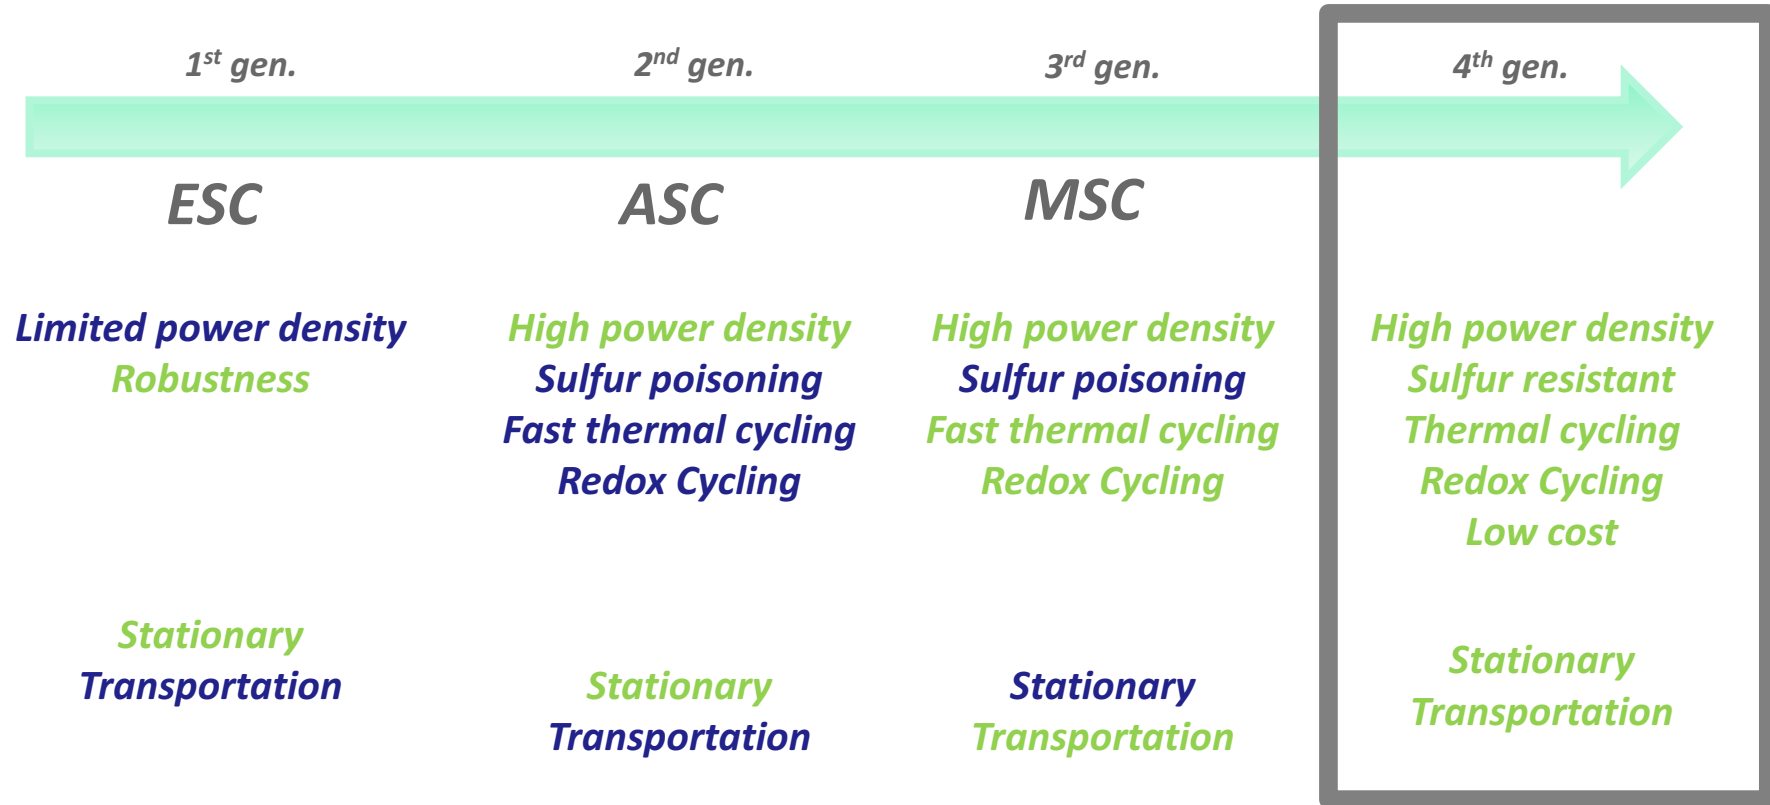 1st gen.
2nd gen.
3rd gen.
4th gen.
ESC
ASC
MSC
Limited power density
Robustness
High power density
Sulfur poisoning
Fast thermal cycling
Redox Cycling
High power density
Sulfur poisoning
Fast thermal cycling
Redox Cycling
High power density
Sulfur resistant
Thermal cycling
Redox Cycling
Low cost
Stationary
Transportation
Stationary
Transportation
Stationary
Transportation
Stationary
Transportation